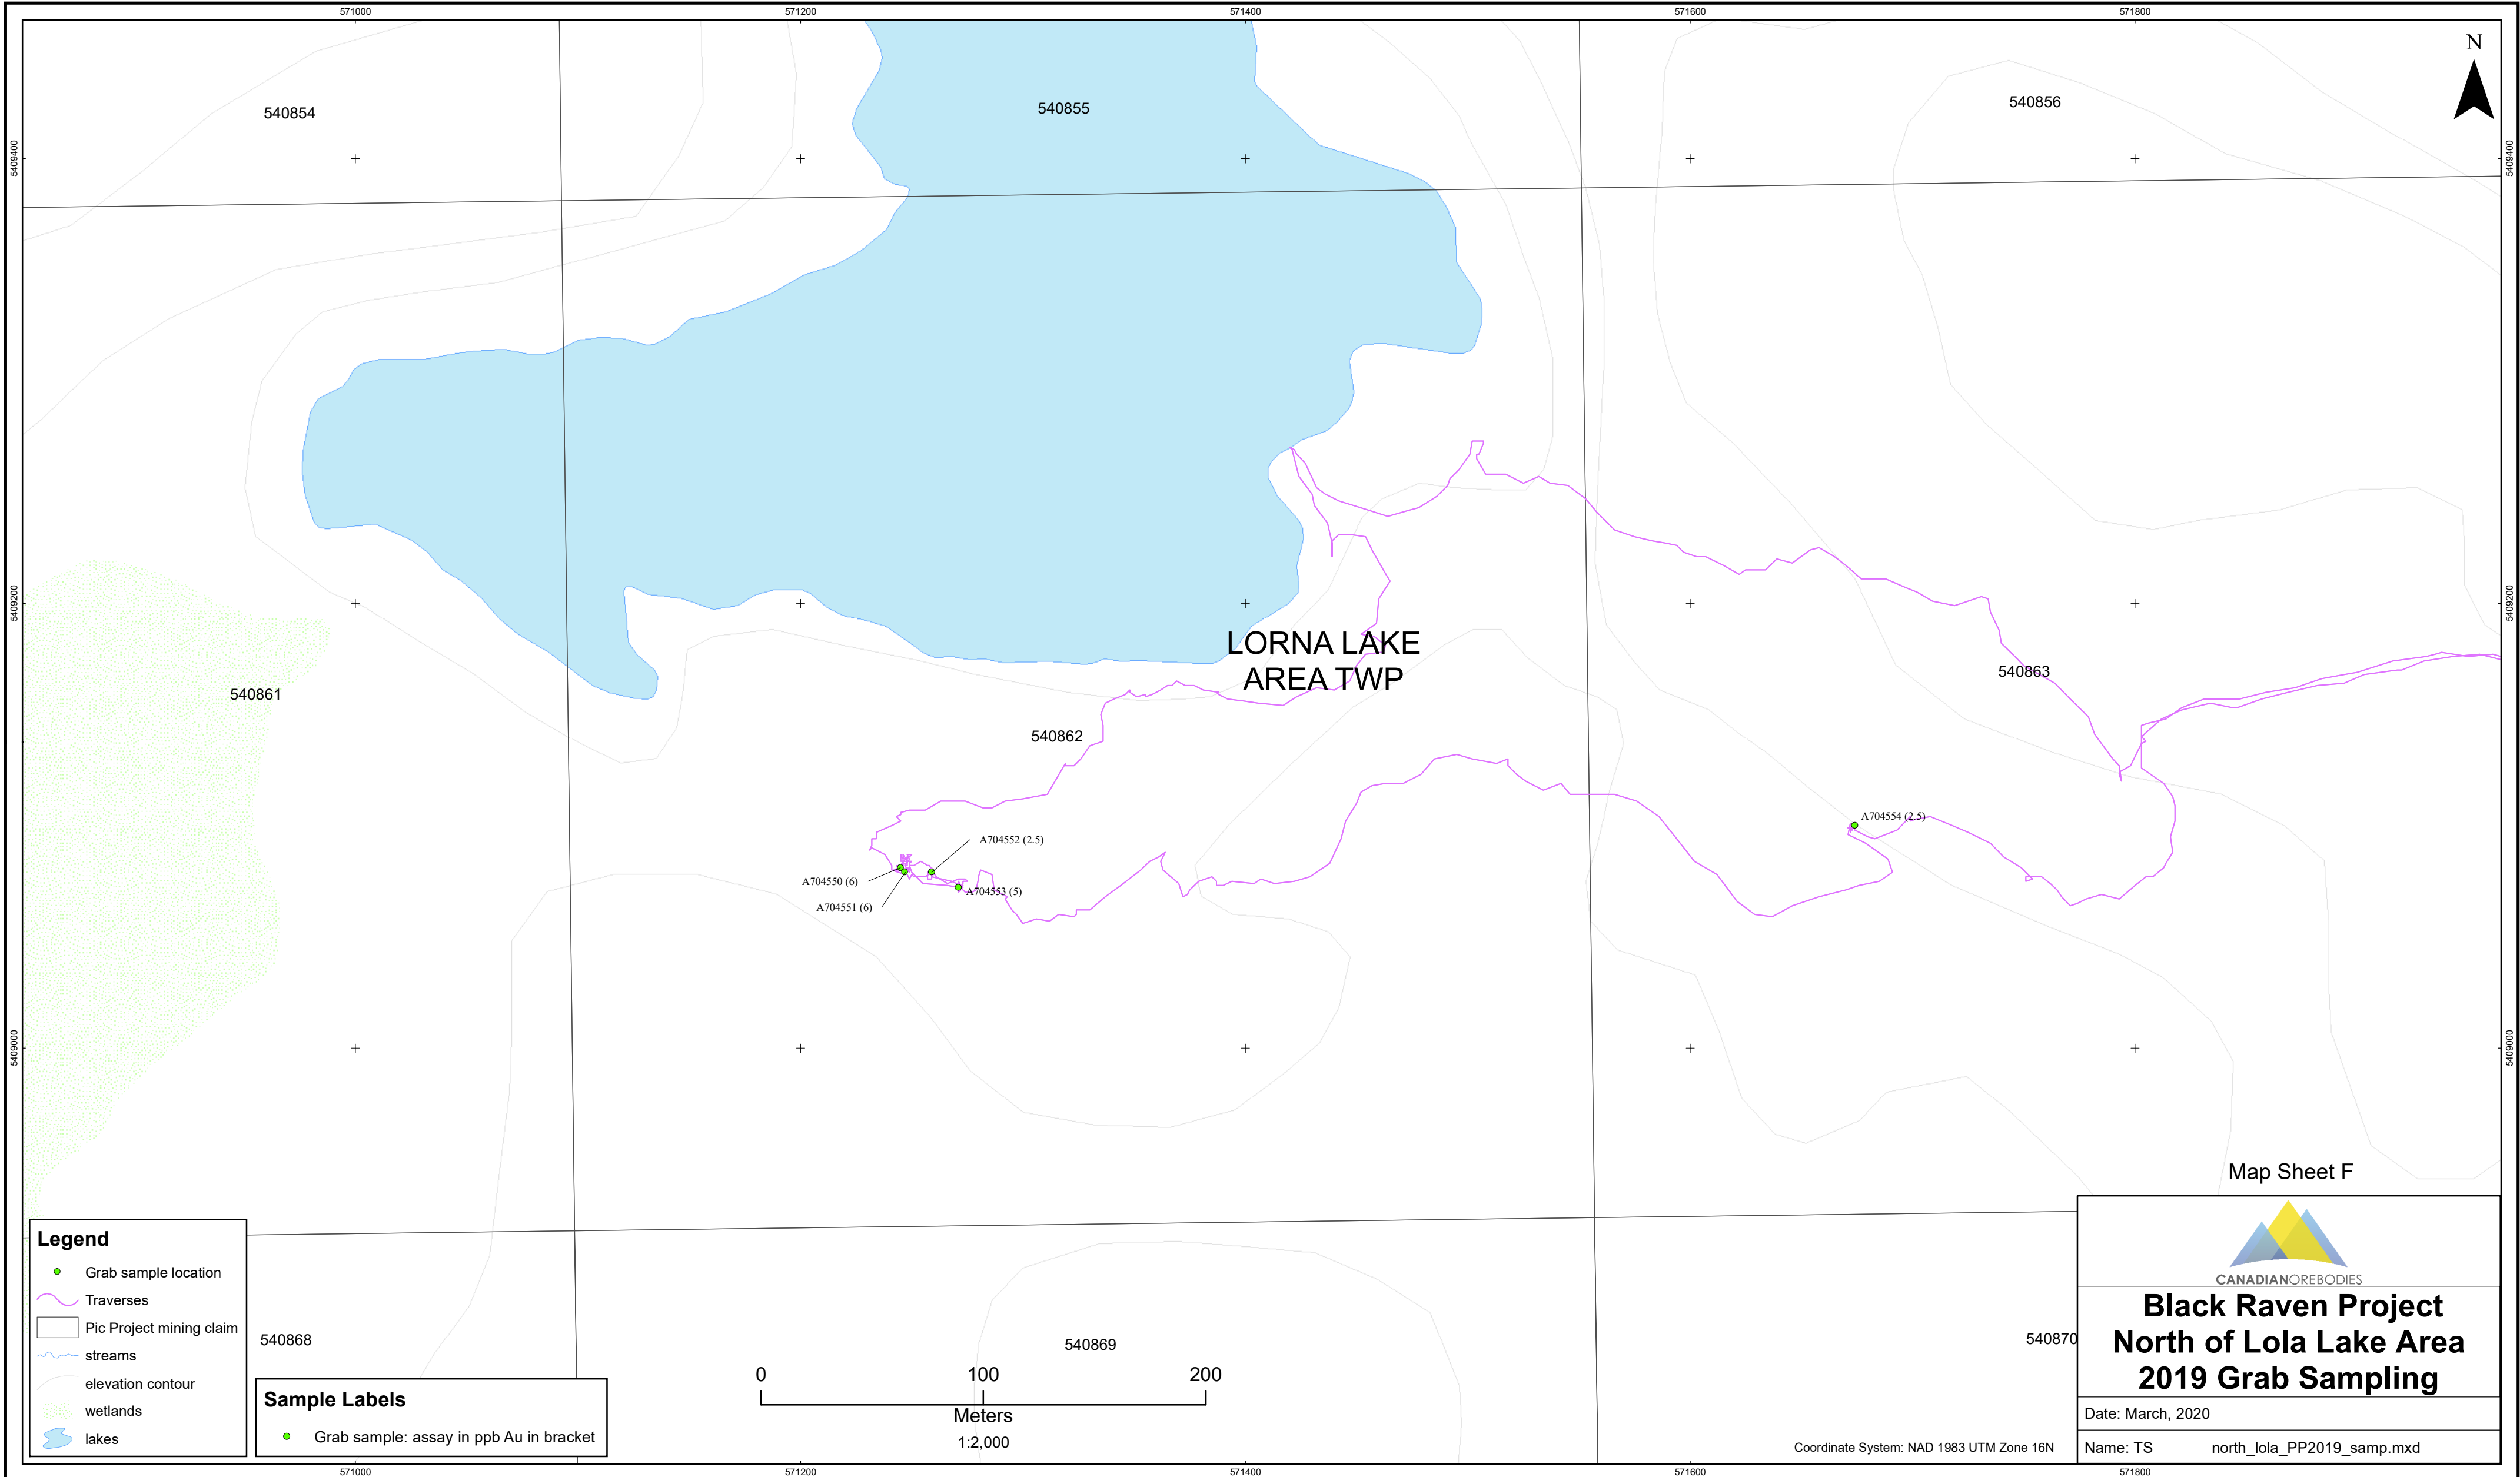 571000
571200
571400
571600
571800
N
540854
540855
540856
5409400
5409400
5409200
5409200
LORNA LAKE
AREA TWP
540861
540862
540863
A704554 (2.5)
A704552 (2.5)
A704550 (6)
A704553 (5)
A704551 (6)
5409000
5409000
Map Sheet F
Legend
Grab sample location
Traverses
Pic Project mining claim
streams
elevation contour
wetlands
lakes
540868
540869
540870
Sample Labels
Grab sample: assay in ppb Au in bracket
0
100
200
Meters
1:2,000
Coordinate System: NAD 1983 UTM Zone 16N
CANADIANOREBODIES
Black Raven Project
North of Lola Lake Area
2019 Grab Sampling
Date: March, 2020
Name: TS north_lola_PP2019_samp.mxd
571000
571200
571400
571600
571800